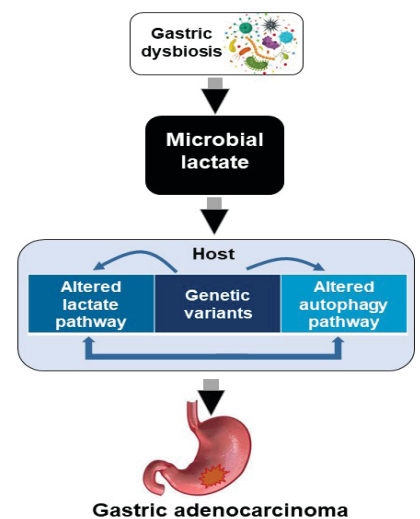 Gastric
dysbiosis
Microbial
lactate
Host
Altered
lactate
pathway
Genetic
variants
Altered
autophagy
pathway
Gastric adenocarcinoma